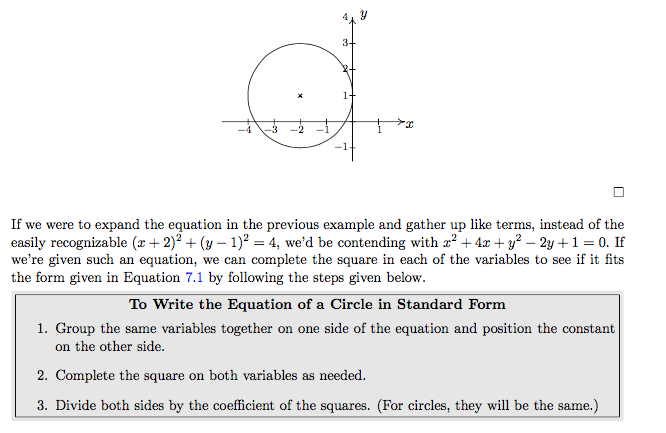 4 y
3
2
1
−4 −3 −2 −1 1 x
−1
If we were to expand the equation in the previous example and gather up like terms, instead of the
easily recognizable (x + 2)² + (y − 1)² = 4, we'd be contending with x² + 4x + y² − 2y + 1 = 0. If
we're given such an equation, we can complete the square in each of the variables to see if it fits
the form given in Equation 7.1 by following the steps given below.
To Write the Equation of a Circle in Standard Form
1. Group the same variables together on one side of the equation and position the constant
on the other side.
2. Complete the square on both variables as needed.
3. Divide both sides by the coefficient of the squares. (For circles, they will be the same.)